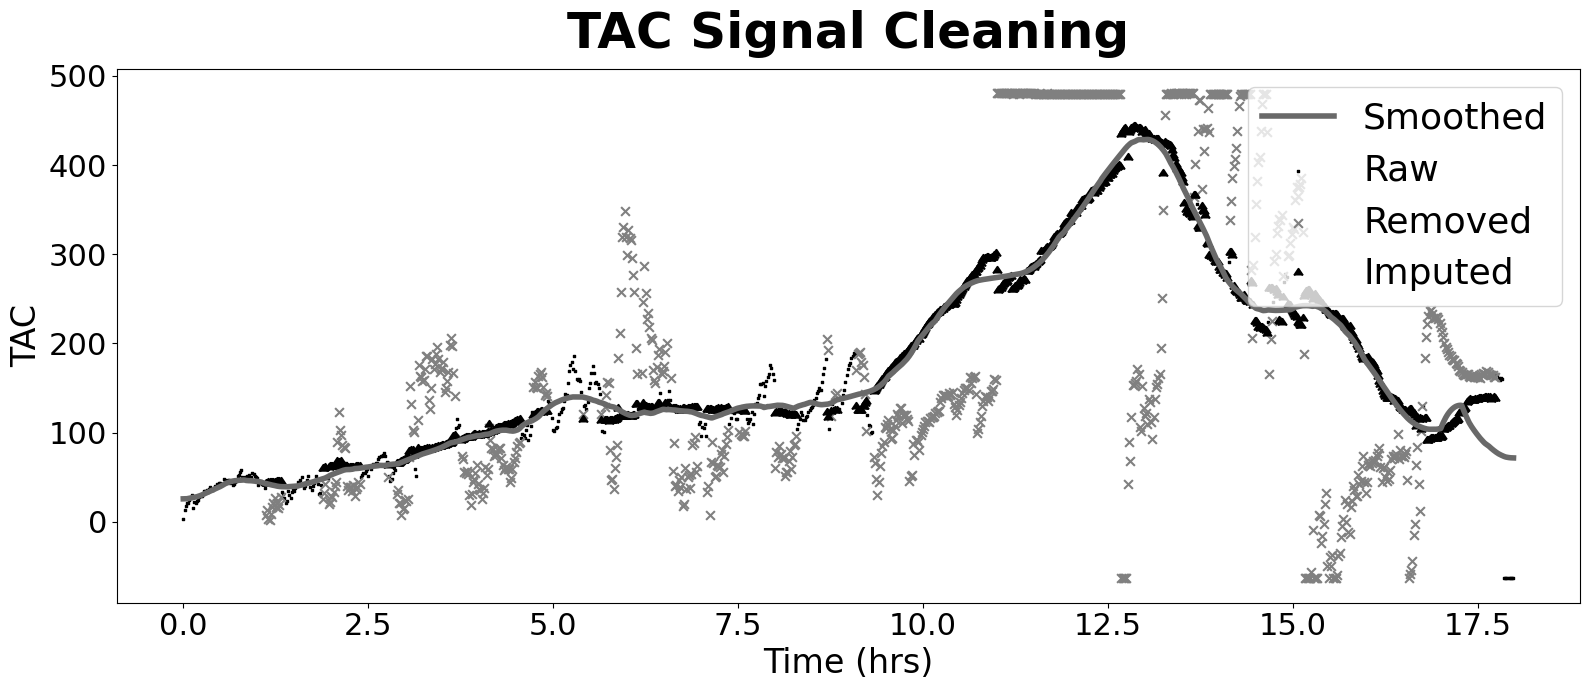 TAC Signal Cleaning
500
400
300
200
100
0
TAC
Smoothed
Raw
Removed
Imputed
0.0 2.5 5.0 7.5 10.0 12.5 15.0 17.5
Time (hrs)